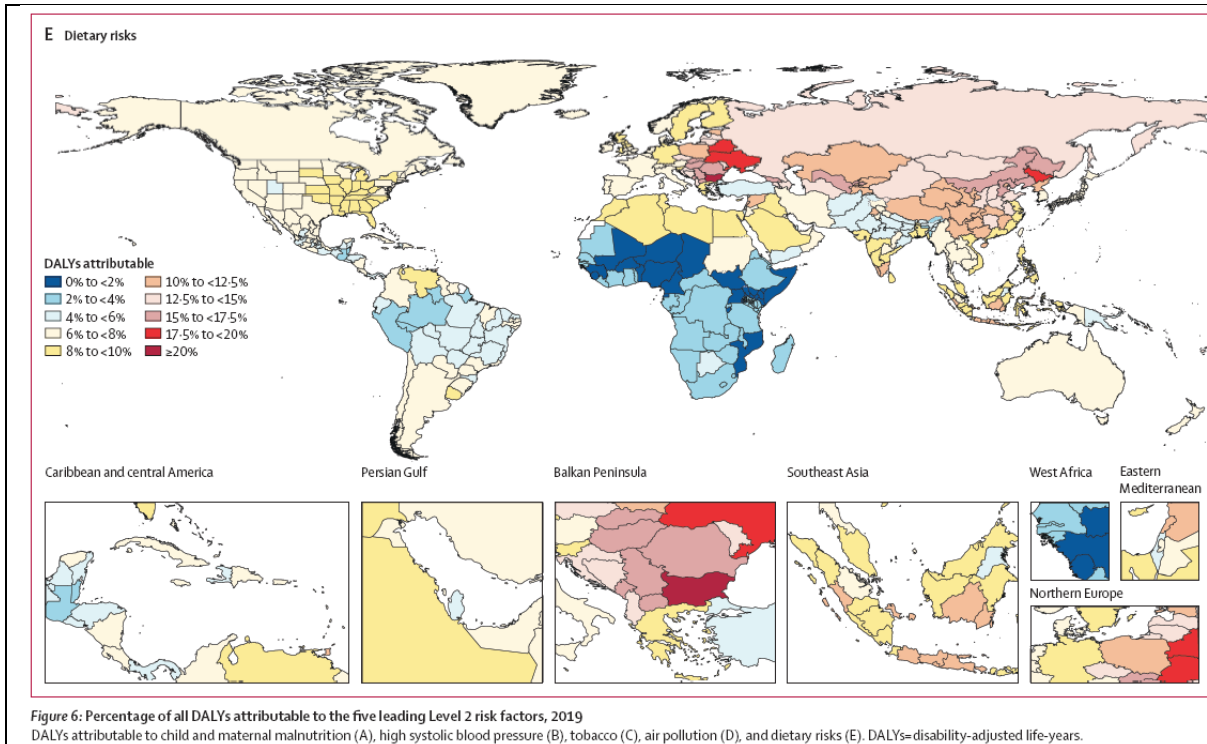 E Dietary risks
DALYs attributable
0% to <2%
2% to <4%
4% to <6%
6% to <8%
8% to <10%
10% to <12·5%
12·5% to <15%
15% to <17·5%
17·5% to <20%
≥20%
Caribbean and central America
Persian Gulf
Balkan Peninsula
Southeast Asia
West Africa
Eastern
Mediterranean
Northern Europe
Figure 6: Percentage of all DALYs attributable to the five leading Level 2 risk factors, 2019
DALYs attributable to child and maternal malnutrition (A), high systolic blood pressure (B), tobacco (C), air pollution (D), and dietary risks (E). DALYs=disability-adjusted life-years.